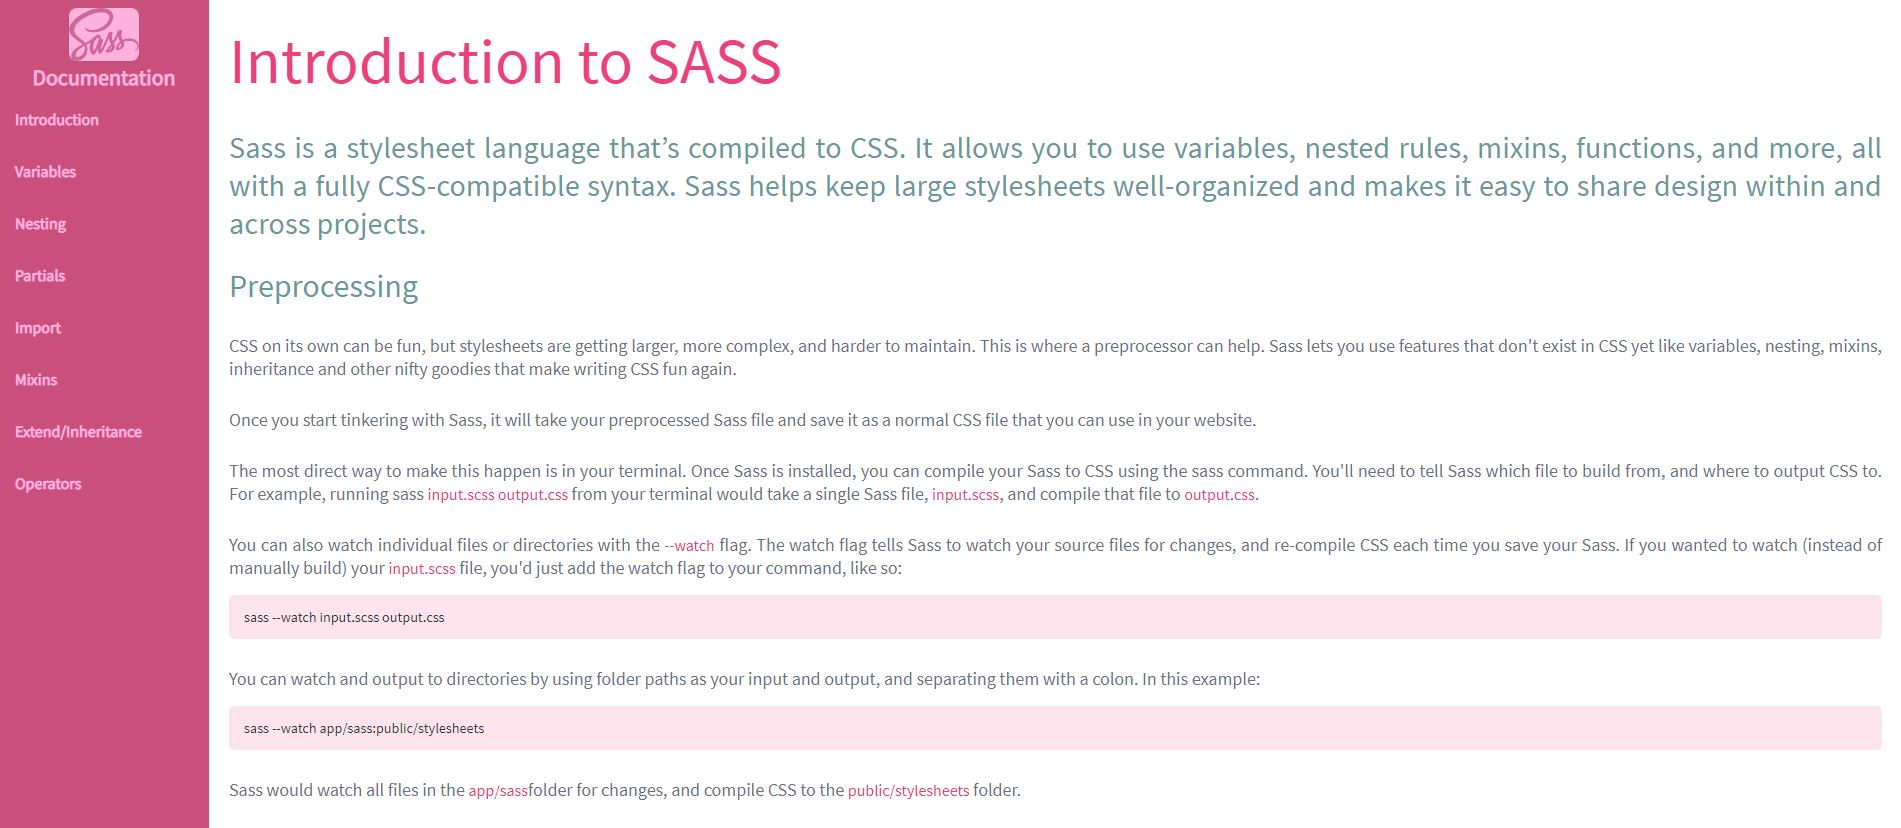 Sass
Documentation
Introduction
Variables
Nesting
Partials
Import
Mixins
Extend/Inheritance
Operators
Introduction to SASS
Sass is a stylesheet language that’s compiled to CSS. It allows you to use variables, nested rules, mixins, functions, and more, all
with a fully CSS-compatible syntax. Sass helps keep large stylesheets well-organized and makes it easy to share design within and
across projects.
Preprocessing
CSS on its own can be fun, but stylesheets are getting larger, more complex, and harder to maintain. This is where a preprocessor can help. Sass lets you use features that don't exist in CSS yet like variables, nesting, mixins,
inheritance and other nifty goodies that make writing CSS fun again.
Once you start tinkering with Sass, it will take your preprocessed Sass file and save it as a normal CSS file that you can use in your website.
The most direct way to make this happen is in your terminal. Once Sass is installed, you can compile your Sass to CSS using the sass command. You'll need to tell Sass which file to build from, and where to output CSS to.
For example, running sass input.scss output.css from your terminal would take a single Sass file, input.scss, and compile that file to output.css.
You can also watch individual files or directories with the --watch flag. The watch flag tells Sass to watch your source files for changes, and re-compile CSS each time you save your Sass. If you wanted to watch (instead of
manually build) your input.scss file, you'd just add the watch flag to your command, like so:
sass --watch input.scss output.css
You can watch and output to directories by using folder paths as your input and output, and separating them with a colon. In this example:
sass --watch app/sass:public/stylesheets
Sass would watch all files in the app/sassfolder for changes, and compile CSS to the public/stylesheets folder.